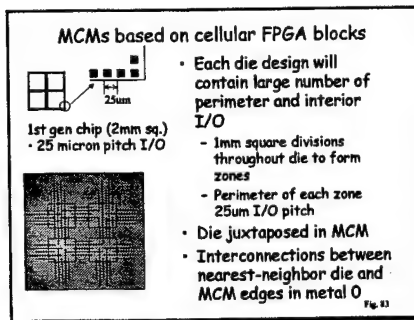 MCMs based on cellular FPGA blocks
25um
1st gen chip (2mm sq.)
· 25 micron pitch I/O
• Each die design will
contain large number of
perimeter and interior
I/O
- 1mm square divisions
throughout die to form
zones
- Perimeter of each zone
25um I/O pitch
• Die juxtaposed in MCM
• Interconnections between
nearest-neighbor die and
MCM edges in metal 0
Fig. 83